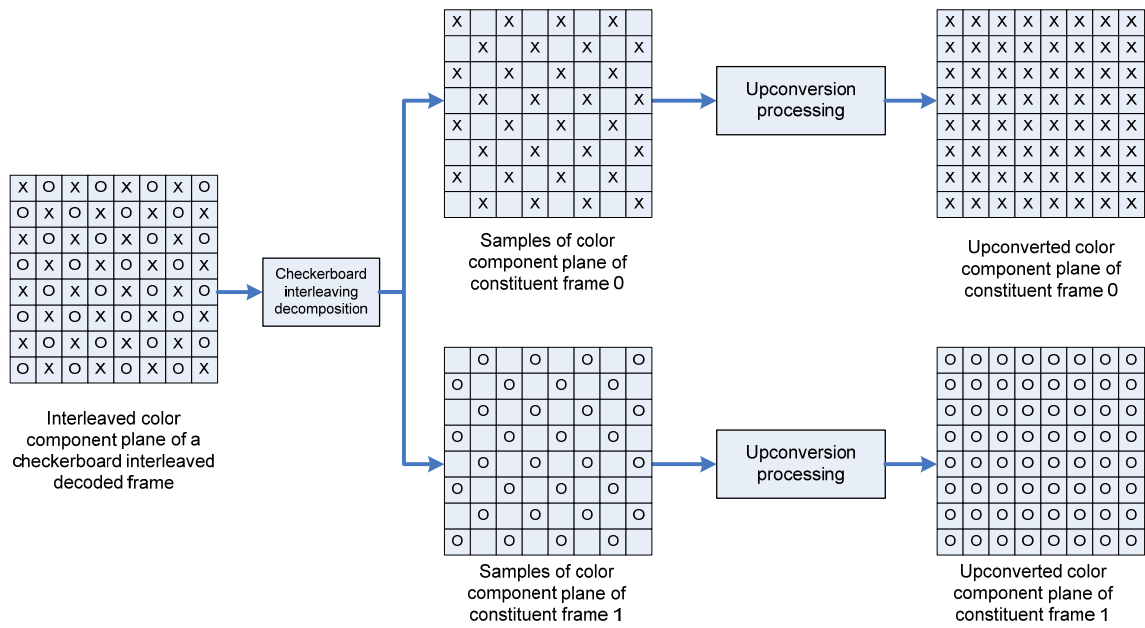 X O X O X O X O
O X O X O X O X
X O X O X O X O
O X O X O X O X
X O X O X O X O
O X O X O X O X
X O X O X O X O
O X O X O X O X
Interleaved color
component plane of a
checkerboard interleaved
decoded frame
Checkerboard
interleaving
decomposition
X X X X
X X X X
X X X X
X X X X
X X X X
X X X X
X X X X
X X X X
Samples of color
component plane of
constituent frame 0
Upconversion
processing
X X X X X X X X
X X X X X X X X
X X X X X X X X
X X X X X X X X
X X X X X X X X
X X X X X X X X
X X X X X X X X
X X X X X X X X
Upconverted color
component plane of
constituent frame 0
O O O O
O O O O
O O O O
O O O O
O O O O
O O O O
O O O O
O O O O
Samples of color
component plane of
constituent frame 1
Upconversion
processing
O O O O O O O O
O O O O O O O O
O O O O O O O O
O O O O O O O O
O O O O O O O O
O O O O O O O O
O O O O O O O O
O O O O O O O O
Upconverted color
component plane of
constituent frame 1